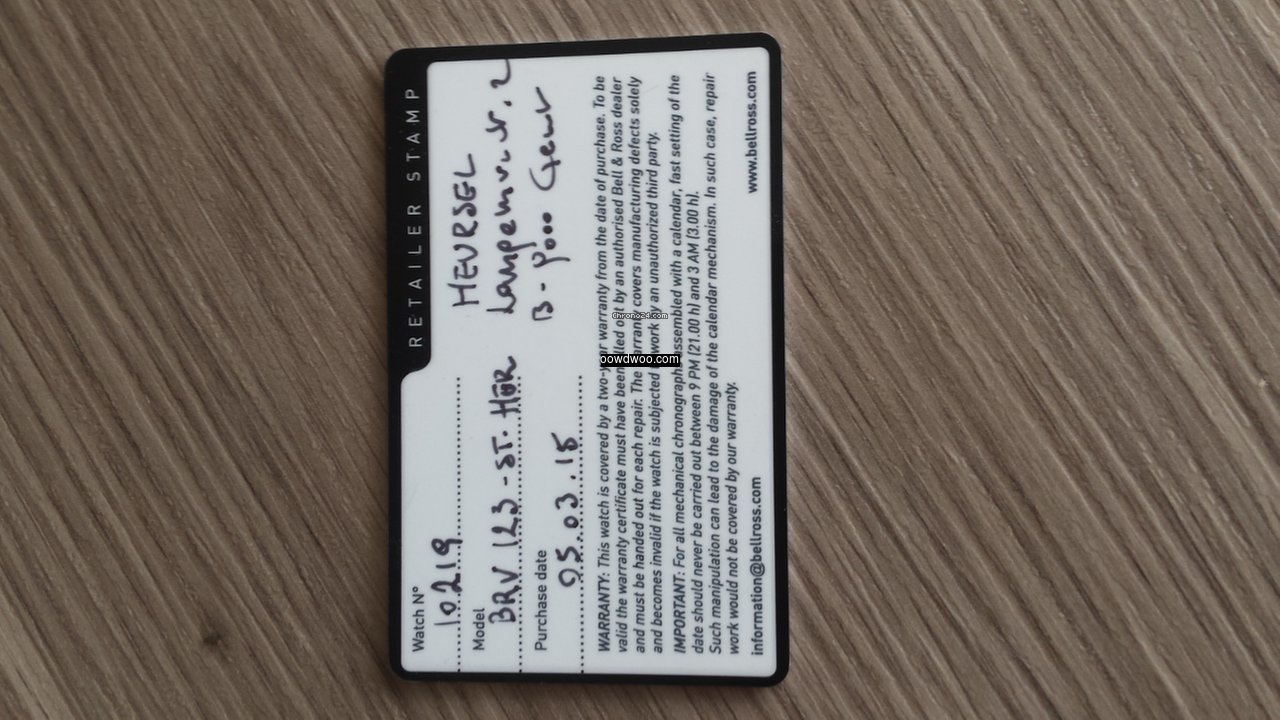 RETAILER STAMP
Watch N°
10219
HEURSEL
Model
BRV 123-ST.HER
2
Purchase date
05.03.15
B-9000 Gent
WARRANTY: This watch is covered by a two-year warranty from the date of purchase. To be
valid the warranty certificate must have been filled out by an authorised Bell & Ross dealer
and must be handed out for each repair. The warranty covers manufacturing defects solely
and becomes invalid if the watch is subjected work by an unauthorized third party.
IMPORTANT: For all mechanical chronographs assembled with a calendar, fast setting of the
date should never be carried out between 9 PM (21.00 h) and 3 AM (3.00 h).
Such manipulation can lead to the damage of the calendar mechanism. In such case, repair
work would not be covered by our warranty.
information@bellross.com
www.bellross.com
Chrono24.com
oowdwoo.com